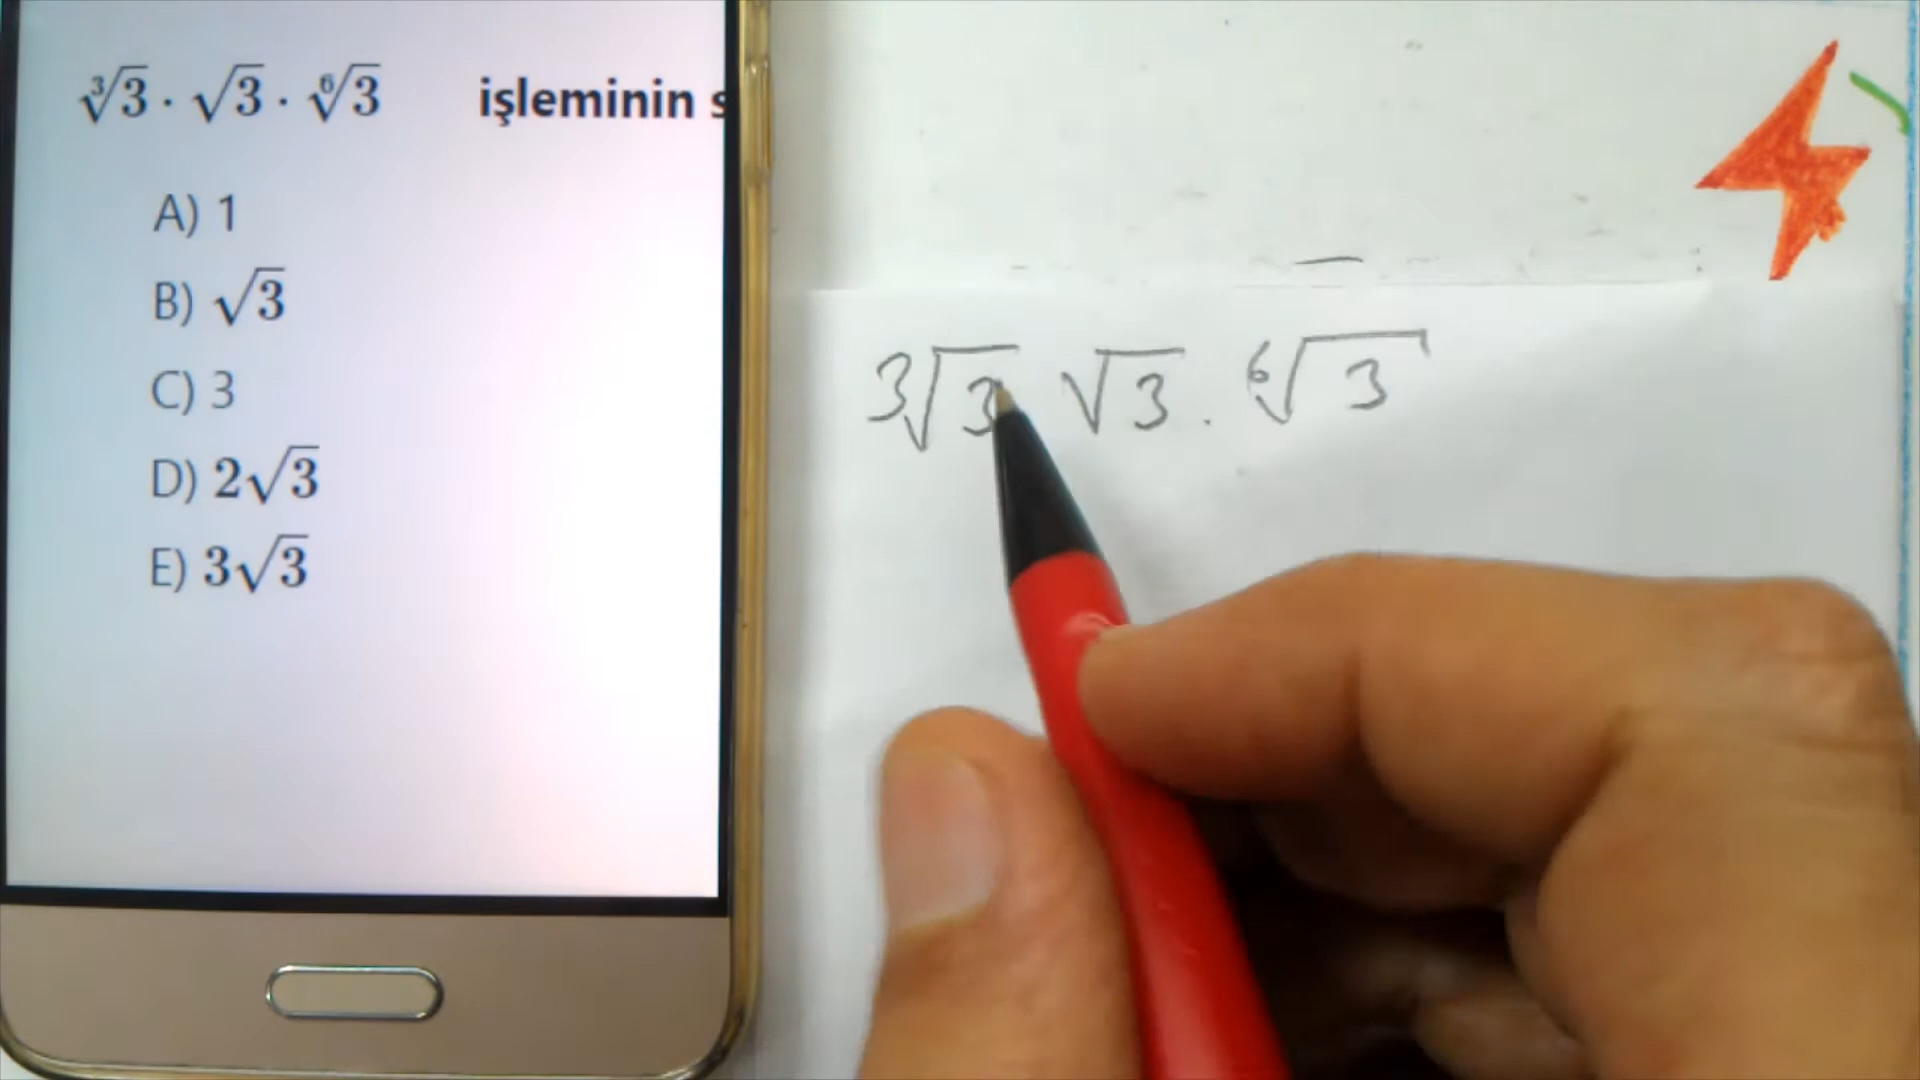 ∛3 · √3 · ⁶√3 işleminin s
A) 1
B) √3
C) 3
D) 2√3
E) 3√3
∛3 √3 . ⁶√3